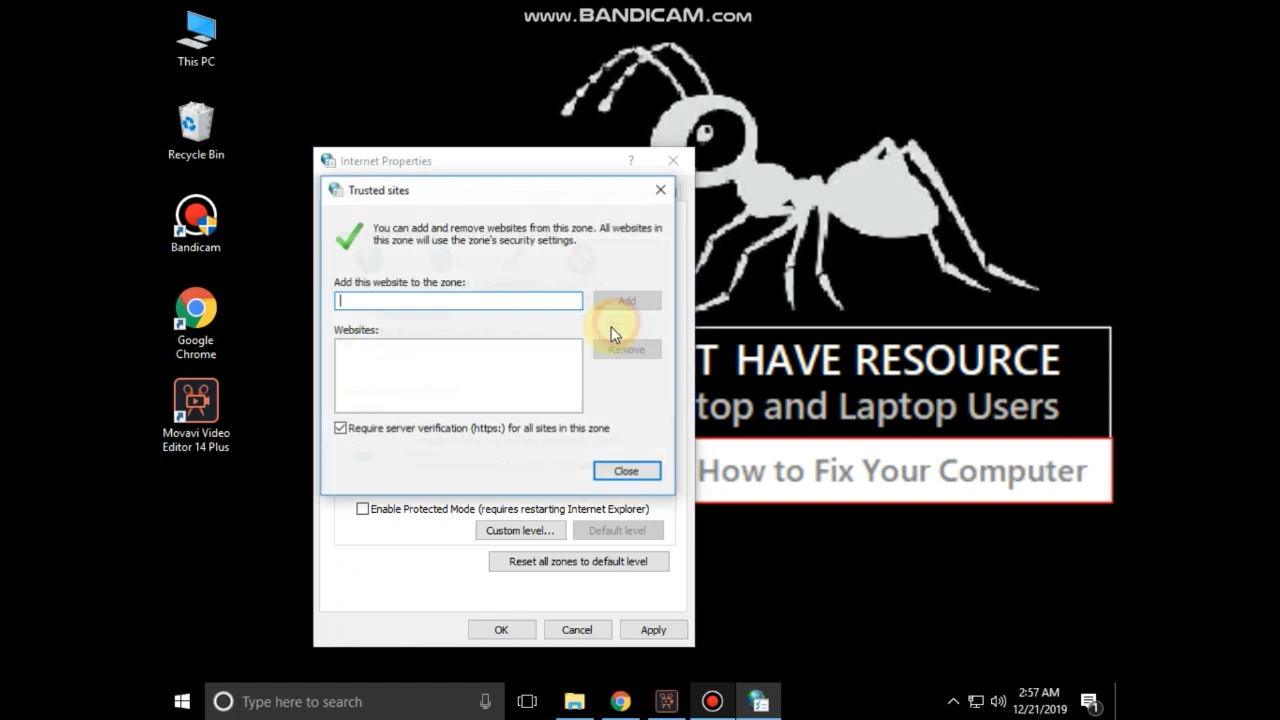 www.BANDICAM.com
This PC
Recycle Bin
Bandicam
Google
Chrome
Movavi Video
Editor 14 Plus
Internet Properties
?
Trusted sites
You can add and remove websites from this zone. All websites in
this zone will use the zone's security settings.
Add this website to the zone:
Add
Websites:
Remove
Require server verification (https:) for all sites in this zone
Close
Enable Protected Mode (requires restarting Internet Explorer)
Custom level...
Default level
Reset all zones to default level
OK
Cancel
Apply
T HAVE RESOURCE
top and Laptop Users
How to Fix Your Computer
Type here to search
2:57 AM
12/21/2019
1